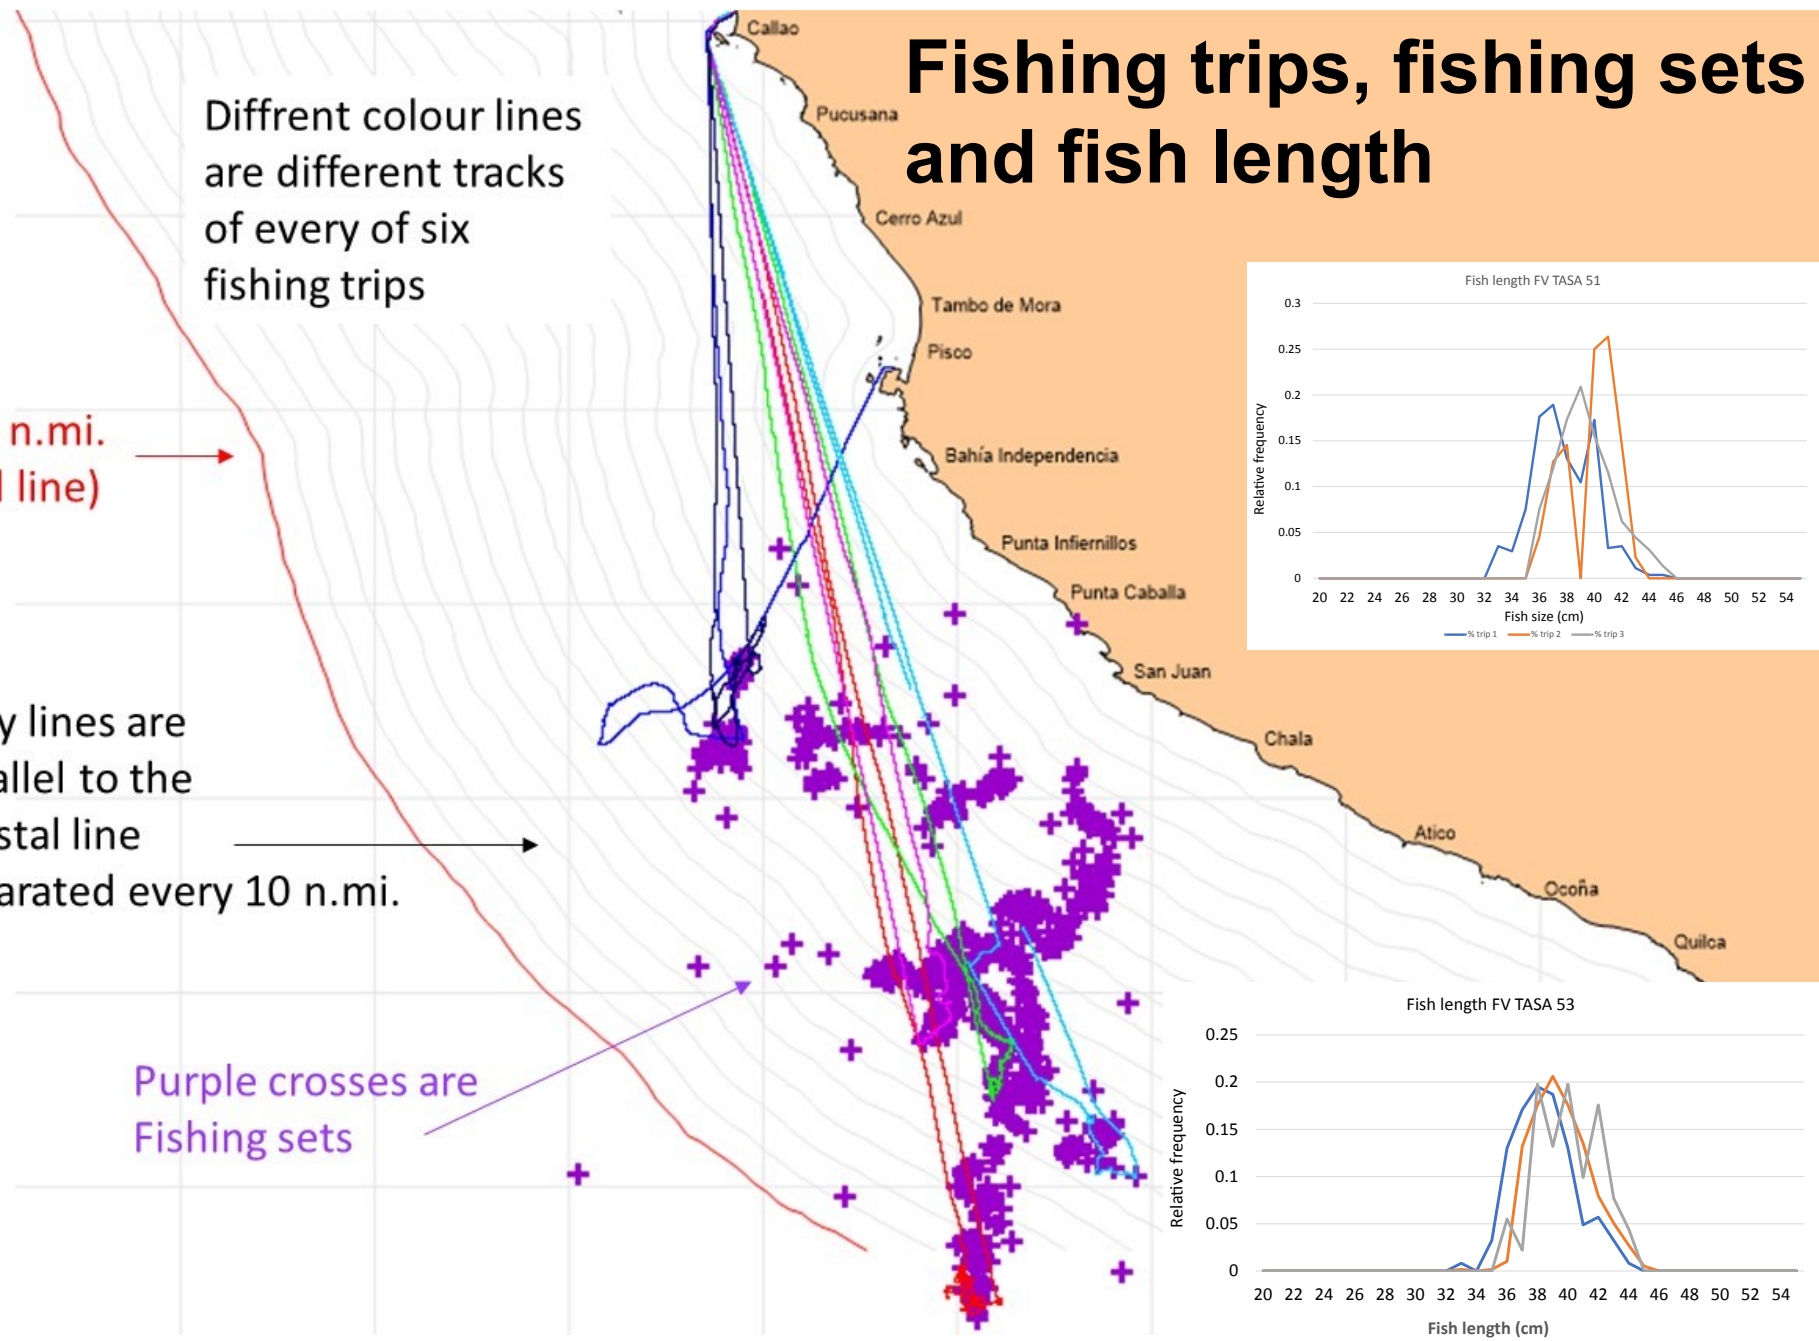 Fishing trips, fishing sets
and fish length
Callao
Pucusana
Cerro Azul
Tambo de Mora
Pisco
Bahía Independencia
Punta Infiernillos
Punta Caballa
San Juan
Chala
Atico
Ocoña
Quilca
Diffrent colour lines
are different tracks
of every of six
fishing trips
n.mi.
line)
y lines are
allel to the
stal line
arated every 10 n.mi.
Purple crosses are
Fishing sets
Fish length FV TASA 51
Relative frequency
0.3
0.25
0.2
0.15
0.1
0.05
0
20 22 24 26 28 30 32 34 36 38 40 42 44 46 48 50 52 54
Fish size (cm)
% trip 1 % trip 2 % trip 3
Fish length FV TASA 53
Relative frequency
0.25
0.2
0.15
0.1
0.05
0
20 22 24 26 28 30 32 34 36 38 40 42 44 46 48 50 52 54
Fish length (cm)